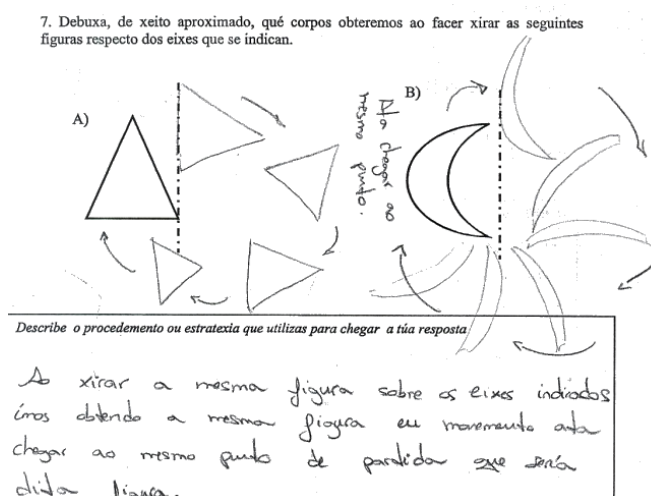 7. Debuxa, de xeito aproximado, qué corpos obteremos ao facer xirar as seguintes
figuras respecto dos eixes que se indican.
A)
B)
Ata chegar ao
mesmo punto.
Describe o procedemento ou estratexia que utilizas para chegar a túa resposta
Ao xirar a mesma figura sobre os eixes indicados
imos obtendo a mesma figura en movemento ata
chegar ao mesmo punto de partida que sería
dita figura.